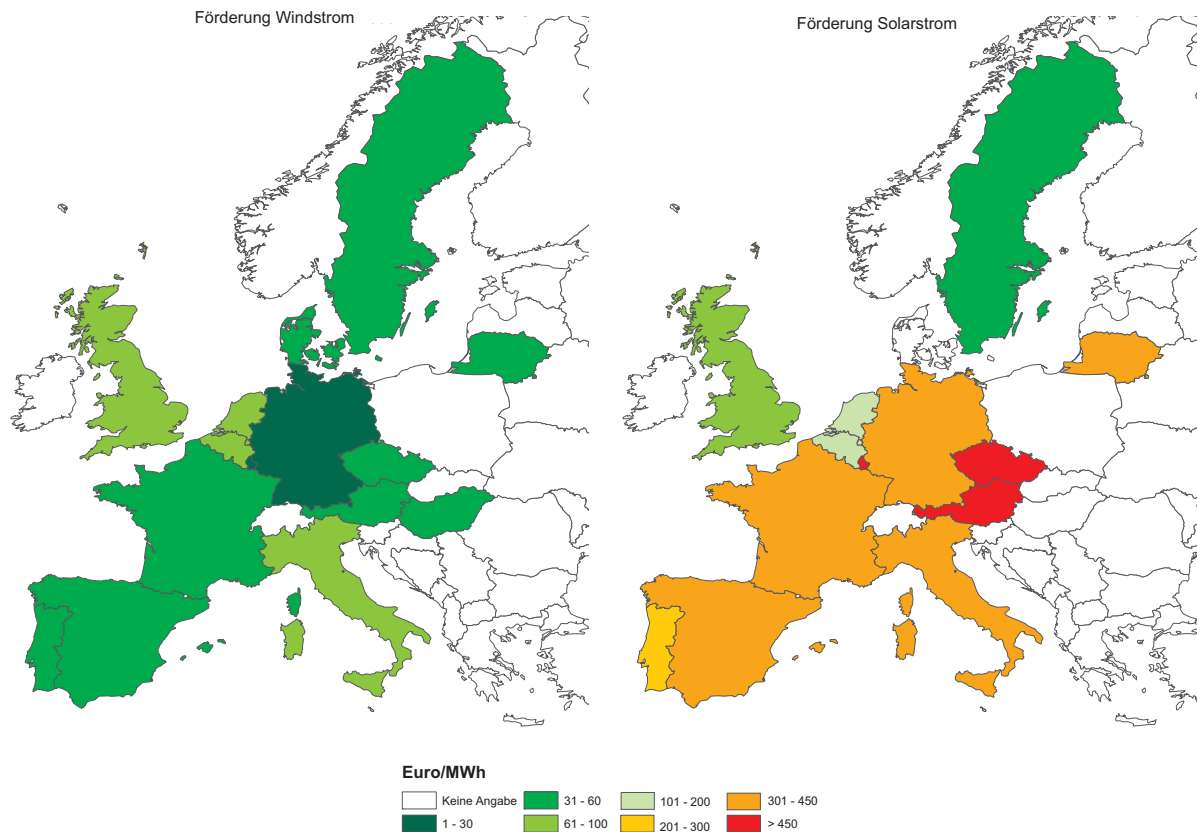 Förderung Windstrom
Förderung Solarstrom
Euro/MWh
Keine Angabe
31 - 60
101 - 200
301 - 450
1 - 30
61 - 100
201 - 300
> 450